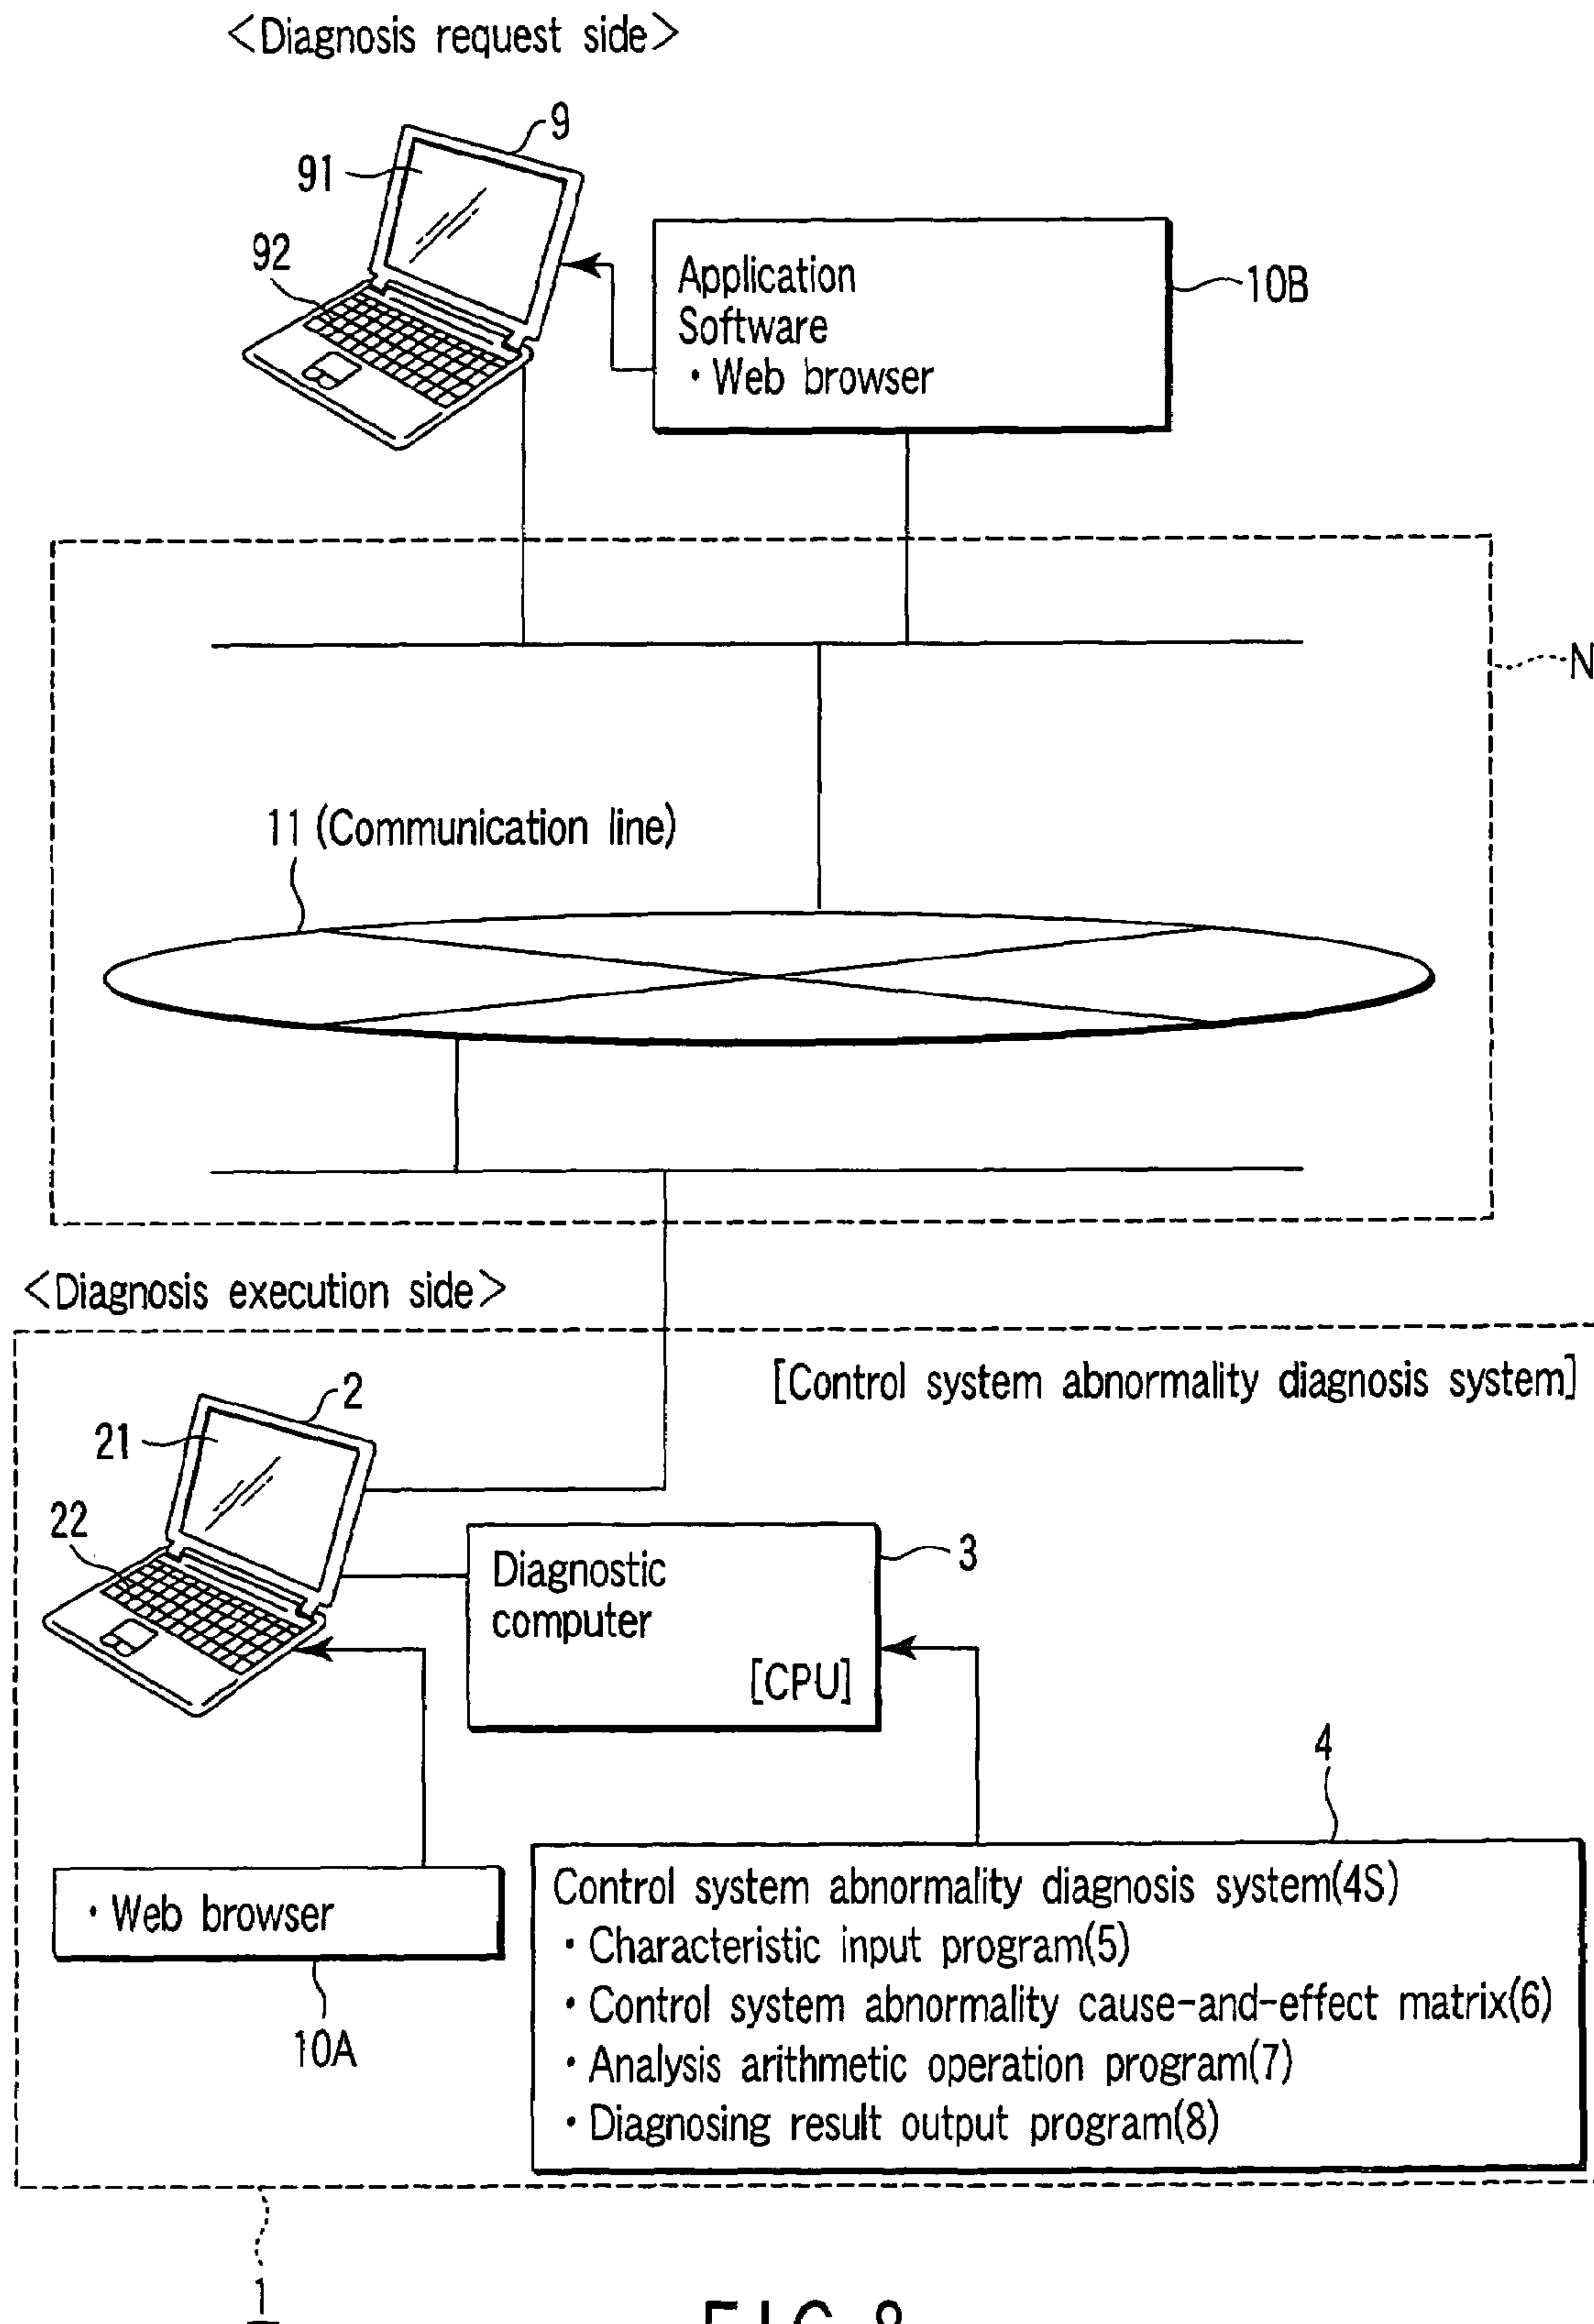 <Diagnosis request side>
9
91
92
Application
Software
・Web browser
10B
N
11 (Communication line)
<Diagnosis execution side>
[Control system abnormality diagnosis system]
2
21
22
Diagnostic
computer
[CPU]
3
4
・Web browser
10A
Control system abnormality diagnosis system(4S)
・Characteristic input program(5)
・Control system abnormality cause-and-effect matrix(6)
・Analysis arithmetic operation program(7)
・Diagnosing result output program(8)
1
FIG.8